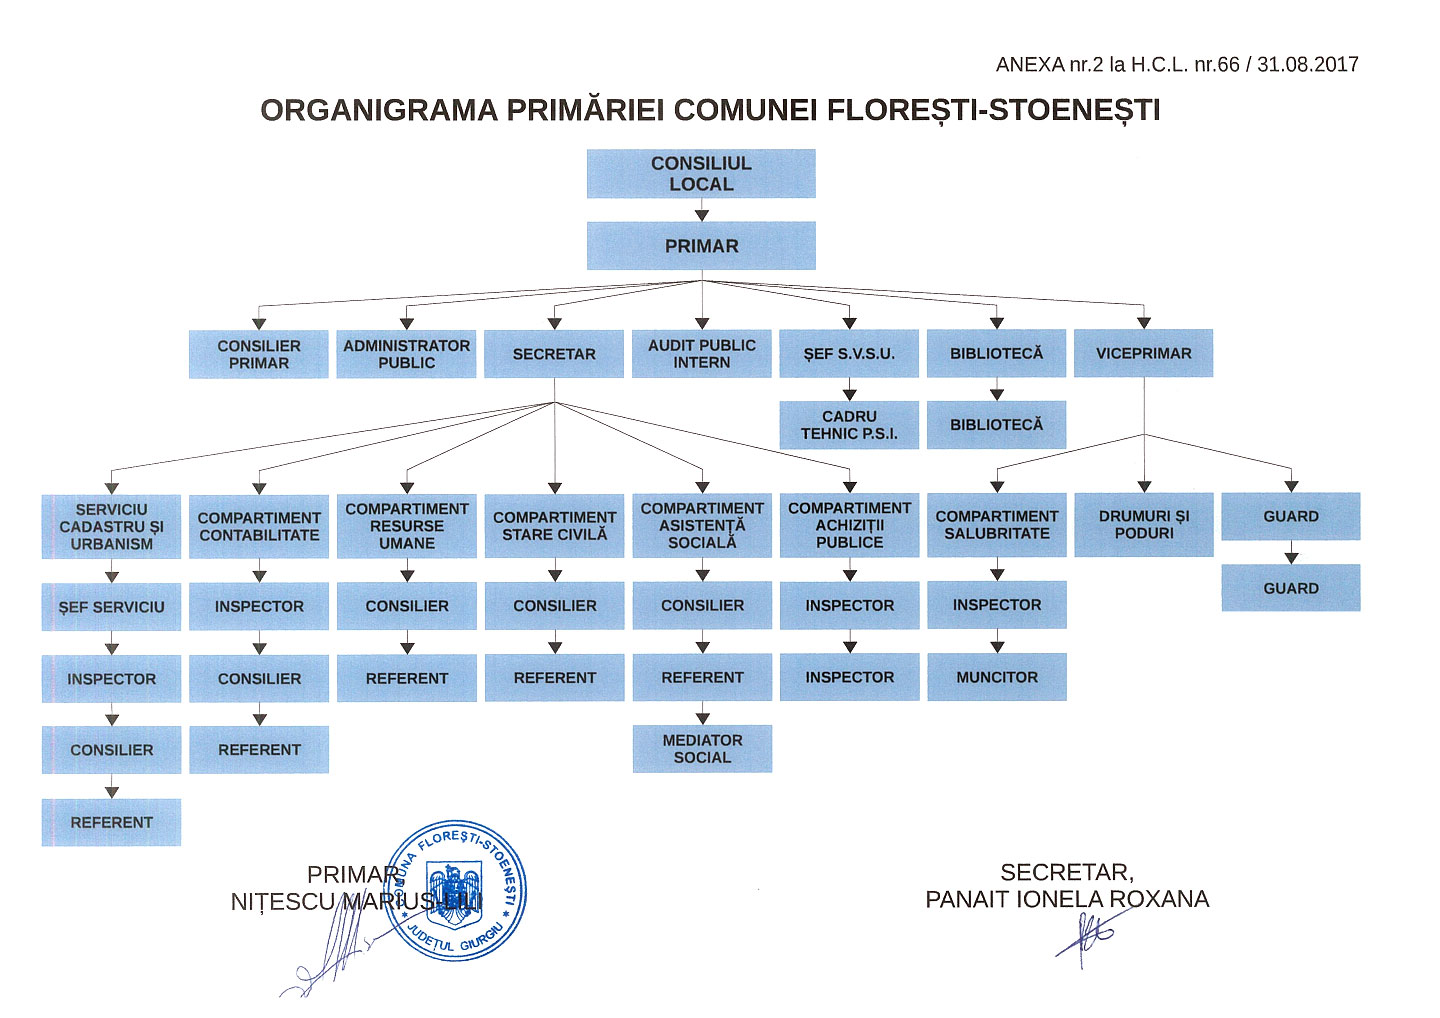 ANEXA nr.2 la H.C.L. nr.66 / 31.08.2017
ORGANIGRAMA PRIMĂRIEI COMUNEI FLOREȘTI-STOENEȘTI
CONSILIUL
LOCAL
PRIMAR
CONSILIER
PRIMAR
ADMINISTRATOR
PUBLIC
SECRETAR
AUDIT PUBLIC
INTERN
ȘEF S.V.S.U.
BIBLIOTECĂ
VICEPRIMAR
CADRU
TEHNIC P.S.I.
BIBLIOTECĂ
SERVICIU
CADASTRU ȘI
URBANISM
COMPARTIMENT
CONTABILITATE
COMPARTIMENT
RESURSE
UMANE
COMPARTIMENT
STARE CIVILĂ
COMPARTIMENT
ASISTENȚĂ
SOCIALĂ
COMPARTIMENT
ACHIZIȚII
PUBLICE
COMPARTIMENT
SALUBRITATE
DRUMURI ȘI
PODURI
GUARD
ȘEF SERVICIU
INSPECTOR
CONSILIER
CONSILIER
CONSILIER
INSPECTOR
INSPECTOR
GUARD
INSPECTOR
CONSILIER
REFERENT
REFERENT
REFERENT
INSPECTOR
MUNCITOR
CONSILIER
REFERENT
MEDIATOR
SOCIAL
REFERENT
PRIMAR,
NIȚESCU MARIUS-LILI
COMUNA FLOREȘTI-STOENEȘTI
* JUDEȚUL GIURGIU *
SECRETAR,
PANAIT IONELA ROXANA